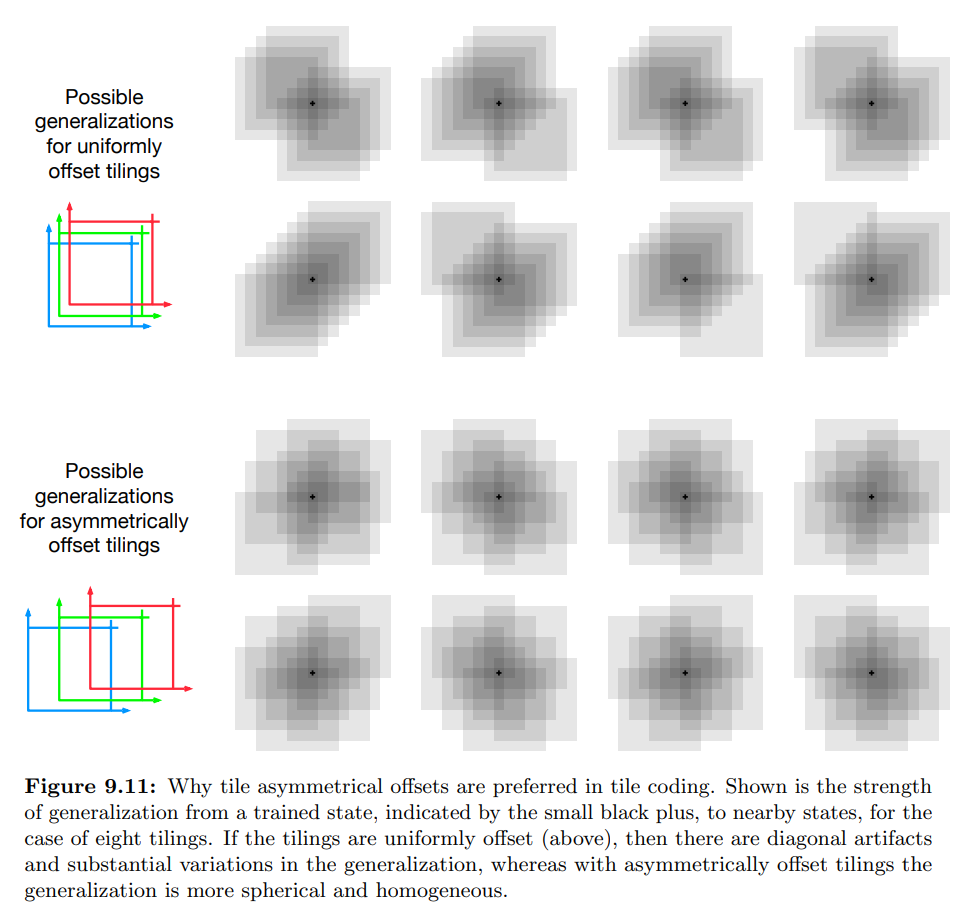 Possible
generalizations
for uniformly
offset tilings
Possible
generalizations
for asymmetrically
offset tilings
Figure 9.11: Why tile asymmetrical offsets are preferred in tile coding. Shown is the strength
of generalization from a trained state, indicated by the small black plus, to nearby states, for the
case of eight tilings. If the tilings are uniformly offset (above), then there are diagonal artifacts
and substantial variations in the generalization, whereas with asymmetrically offset tilings the
generalization is more spherical and homogeneous.